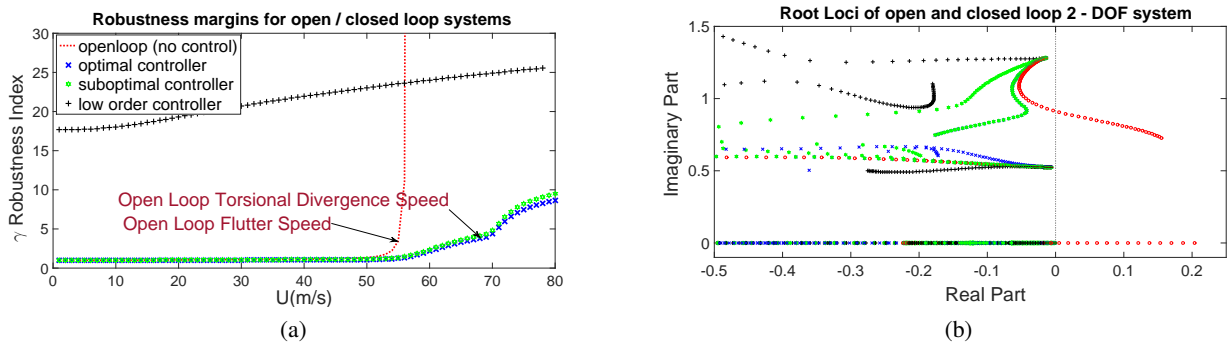 Robustness margins for open / closed loop systems
30
25
20
15
10
5
0
γ Robustness Index
openloop (no control)
optimal controller
suboptimal controller
low order controller
Open Loop Torsional Divergence Speed
Open Loop Flutter Speed
0 10 20 30 40 50 60 70 80
U(m/s)
(a)
Root Loci of open and closed loop 2 - DOF system
1.5
1
0.5
0
Imaginary Part
-0.5 -0.4 -0.3 -0.2 -0.1 0 0.1 0.2
Real Part
(b)